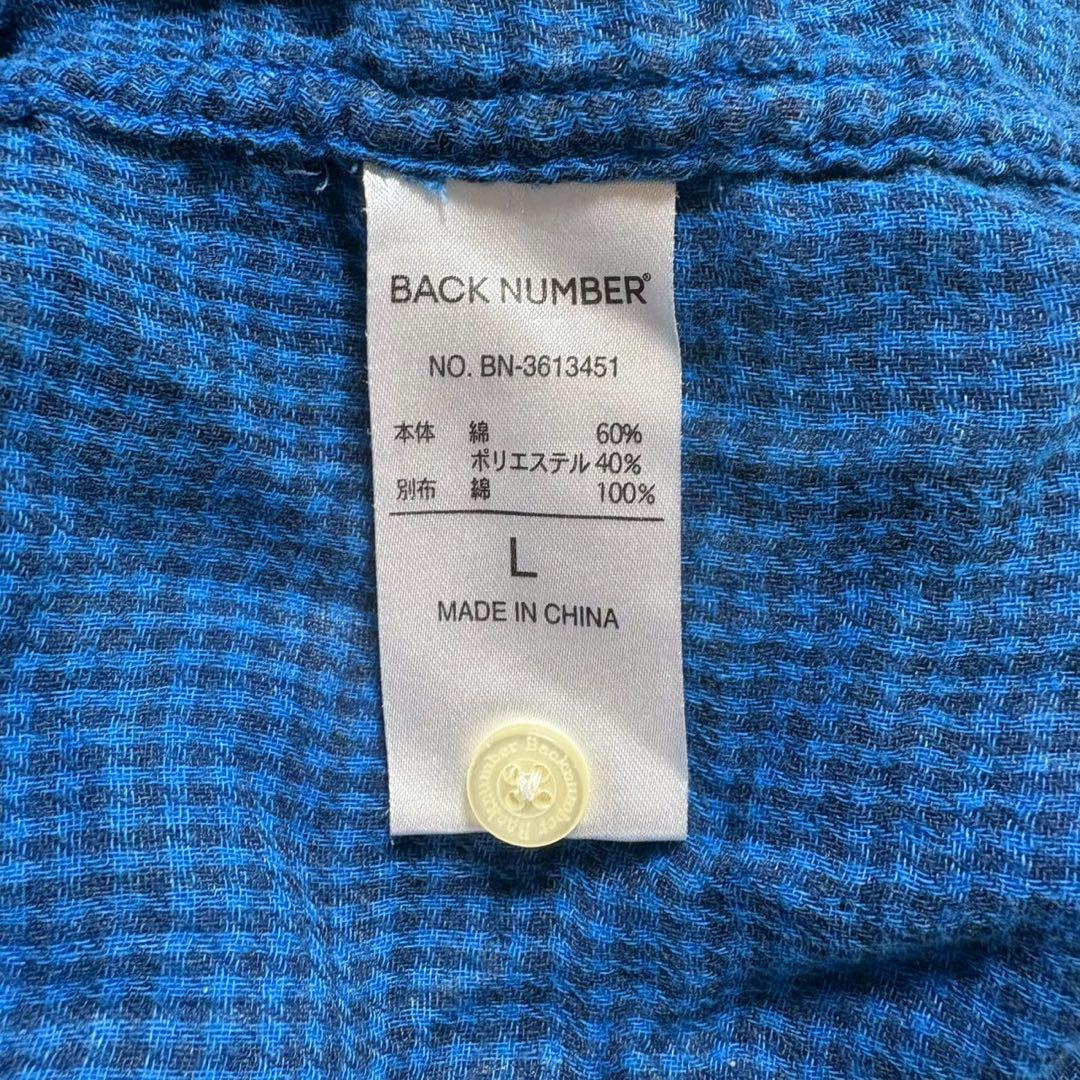 BACK NUMBER®
NO. BN-3613451
本体 綿 60%
ポリエステル 40%
別布 綿 100%
L
MADE IN CHINA
Backnumber Backnumber